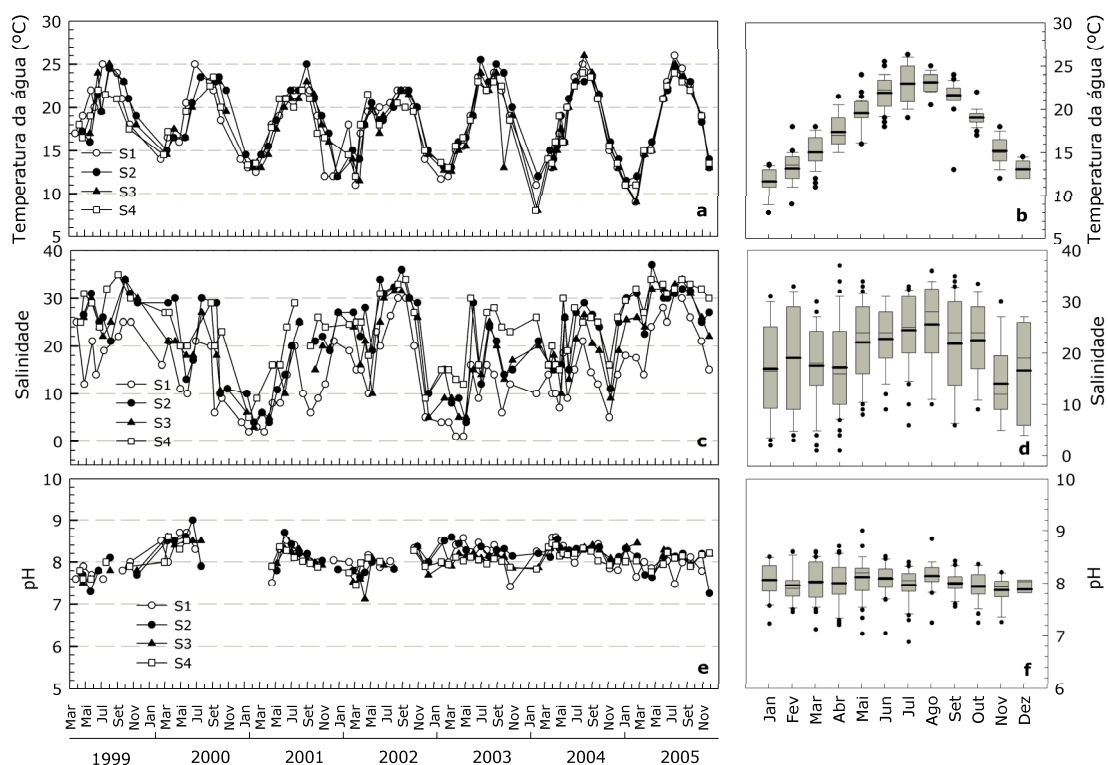 Temperatura da água (ºC)
30
25
20
15
10
5
S1
S2
S3
S4
a
30
25
20
15
10
5
Temperatura da água (ºC)
b
Salinidade
40
30
20
10
0
S1
S2
S3
S4
c
40
30
20
10
0
Salinidade
d
pH
10
9
8
7
6
5
S1
S2
S3
S4
e
10
9
8
7
6
pH
f
Mar Mai Jul Set Nov Jan Mar Mai Jul Set Nov Jan Mar Mai Jul Set Nov Jan Mar Mai Jul Set Nov Jan Mar Mai Jul Set Nov Jan Mar Mai Jul Set Nov Jan Mar Mai Jul Set Nov
1999 2000 2001 2002 2003 2004 2005
Jan Fev Mar Abr Mai Jun Jul Ago Set Out Nov Dez